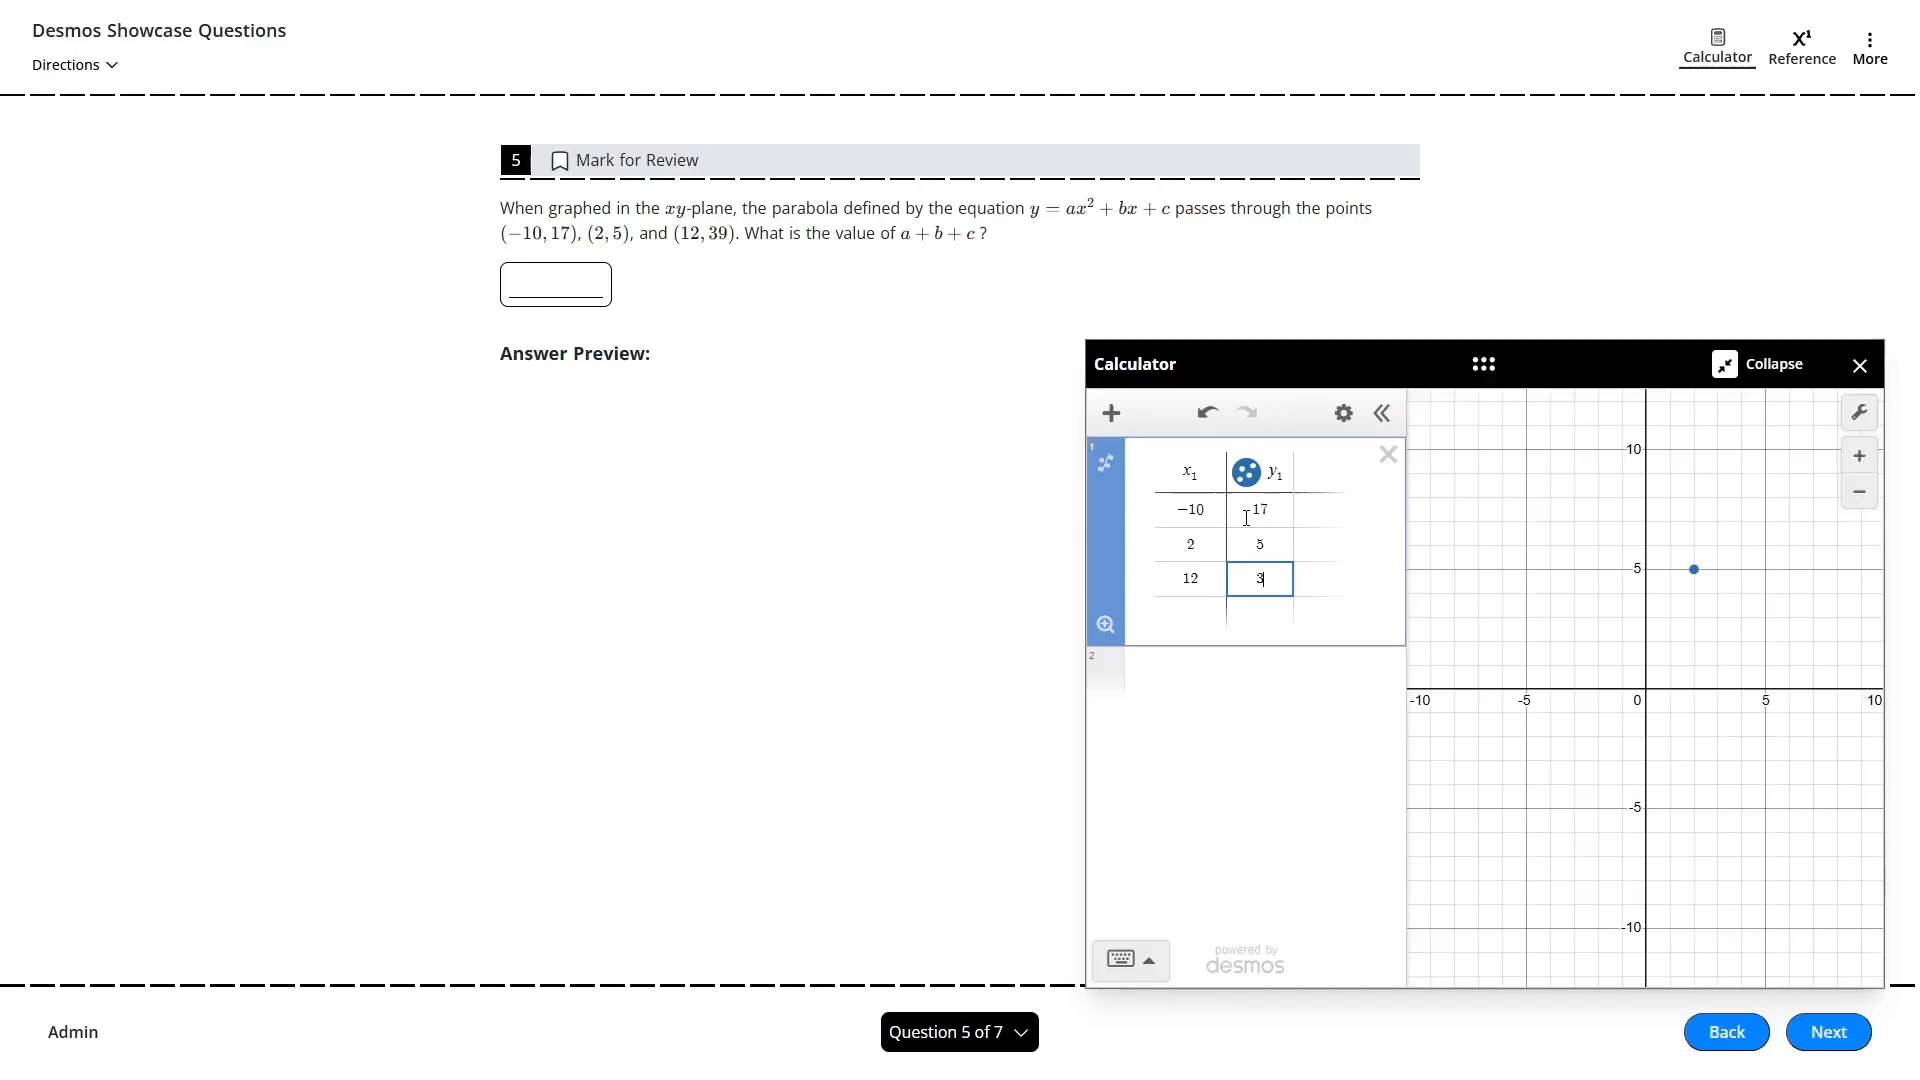 Desmos Showcase Questions
Directions
Calculator
X¹ Reference
More
5 Mark for Review
When graphed in the xy-plane, the parabola defined by the equation y = ax² + bx + c passes through the points
(−10, 17), (2, 5), and (12, 39). What is the value of a + b + c ?
Answer Preview:
Calculator Collapse
1
x₁ y₁
−10 17
2 5
12 3
2
powered by
desmos
10
5
-10 -5 0 5 10
-5
-10
Admin
Question 5 of 7
Back Next